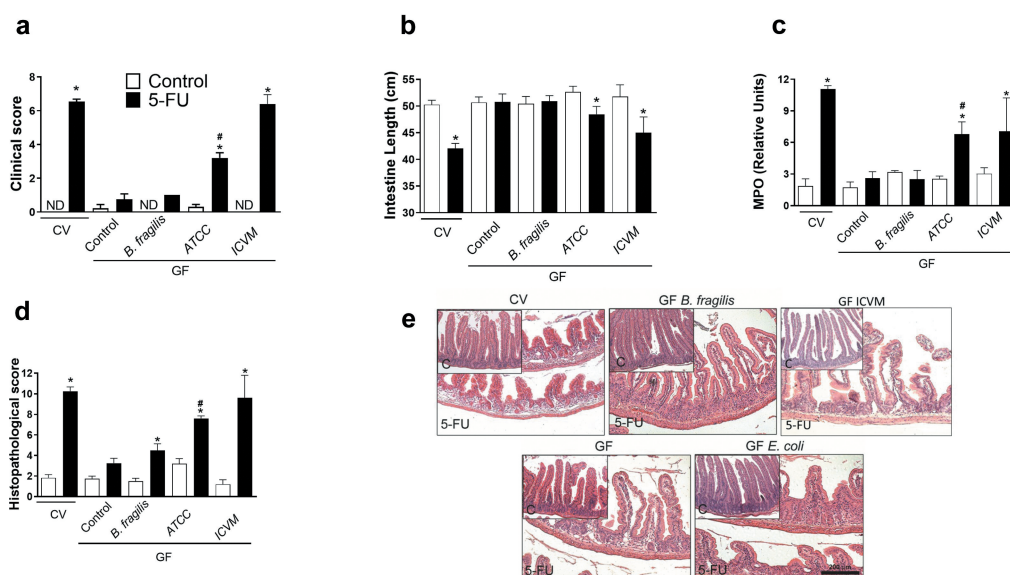 a
Clinical score
8
6
4
2
0
Control
5-FU
*
#
*
*
ND
ND
ND
CV
Control
B. fragilis
ATCC
ICVM
GF
b
Intestine Length (cm)
55
50
45
40
35
30
*
*
*
CV
Control
B. fragilis
ATCC
ICVM
GF
c
MPO (Relative Units)
12
9
6
3
0
*
#
*
*
CV
Control
B. fragilis
ATCC
ICVM
GF
d
Histopathological score
12
10
8
6
4
2
0
*
*
#
*
*
CV
Control
B. fragilis
ATCC
ICVM
GF
e
CV
C
5-FU
GF B. fragilis
C
5-FU
GF ICVM
C
5-FU
GF
C
5-FU
GF E. coli
C
5-FU
200 um